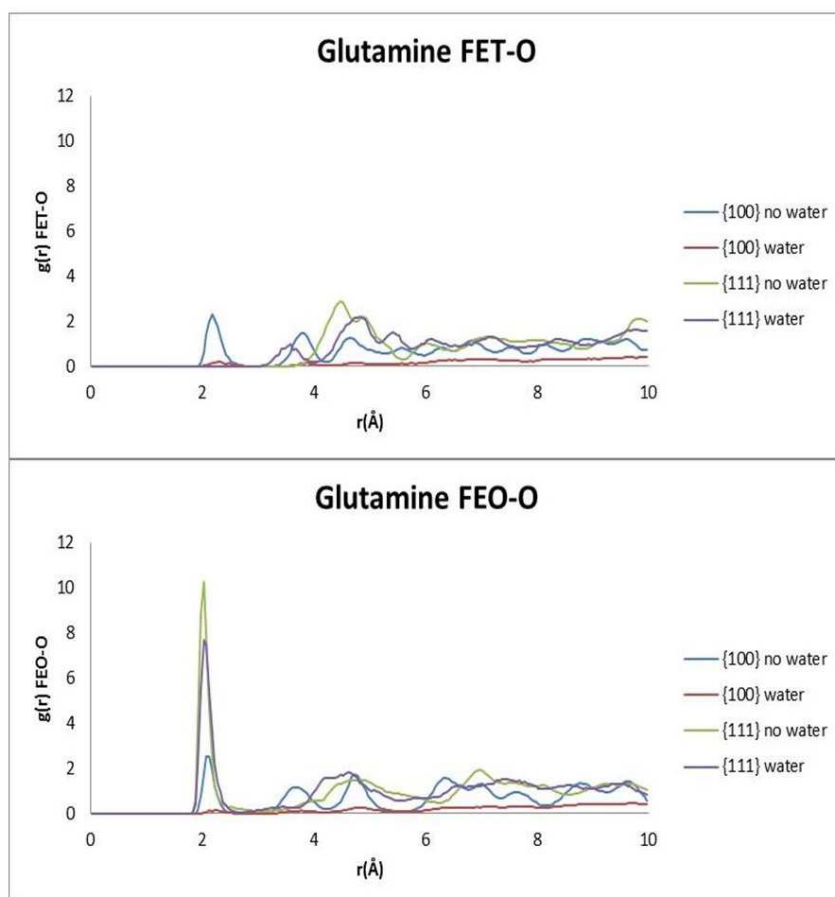 Glutamine FET-O
12
10
8
6
4
2
0
g(r) FET-O
0 2 4 6 8 10
r(Å)
{100} no water
{100} water
{111} no water
{111} water
Glutamine FEO-O
12
10
8
6
4
2
0
g(r) FEO-O
0 2 4 6 8 10
r(Å)
{100} no water
{100} water
{111} no water
{111} water